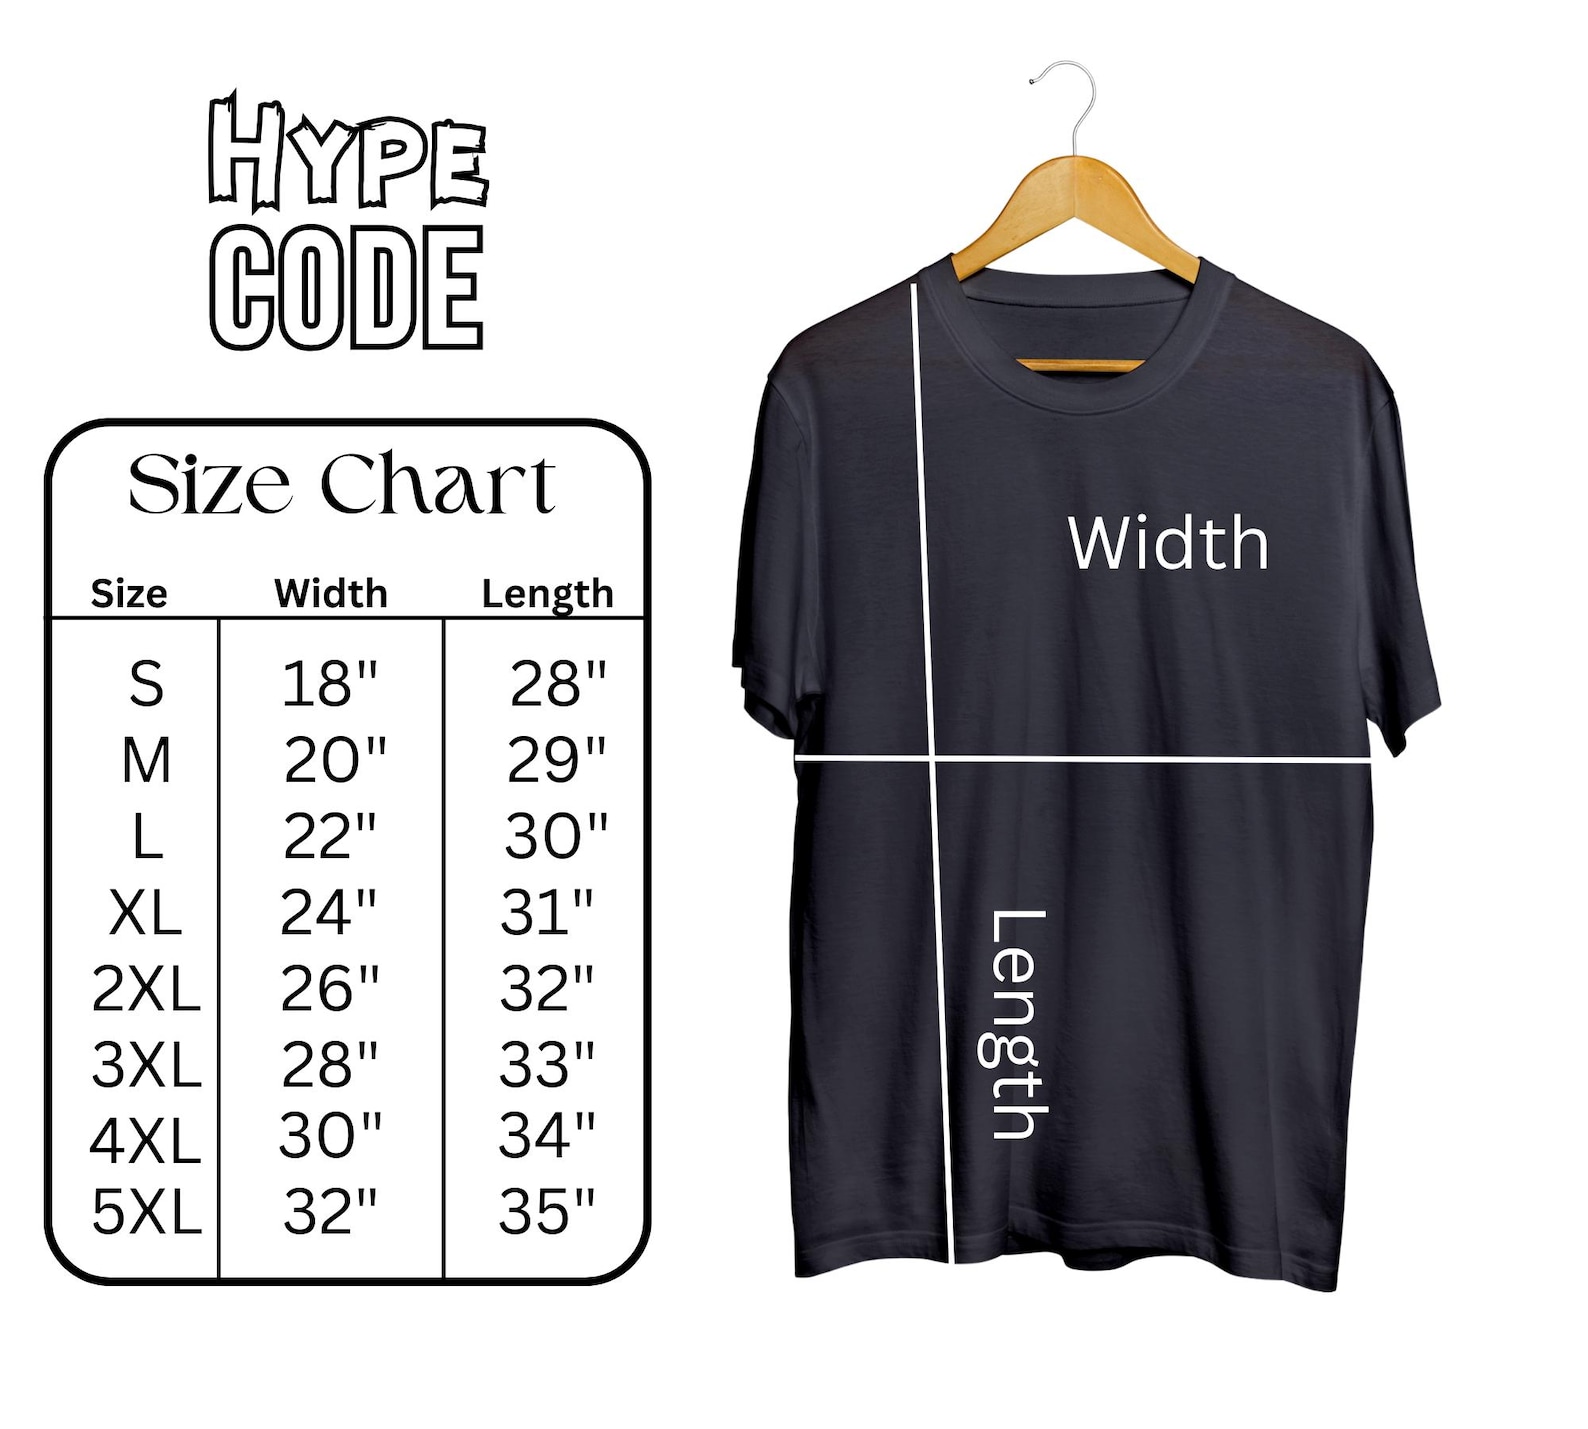 HYPE
CODE
Size Chart
Size Width Length
S 18" 28"
M 20" 29"
L 22" 30"
XL 24" 31"
2XL 26" 32"
3XL 28" 33"
4XL 30" 34"
5XL 32" 35"
Width
Length